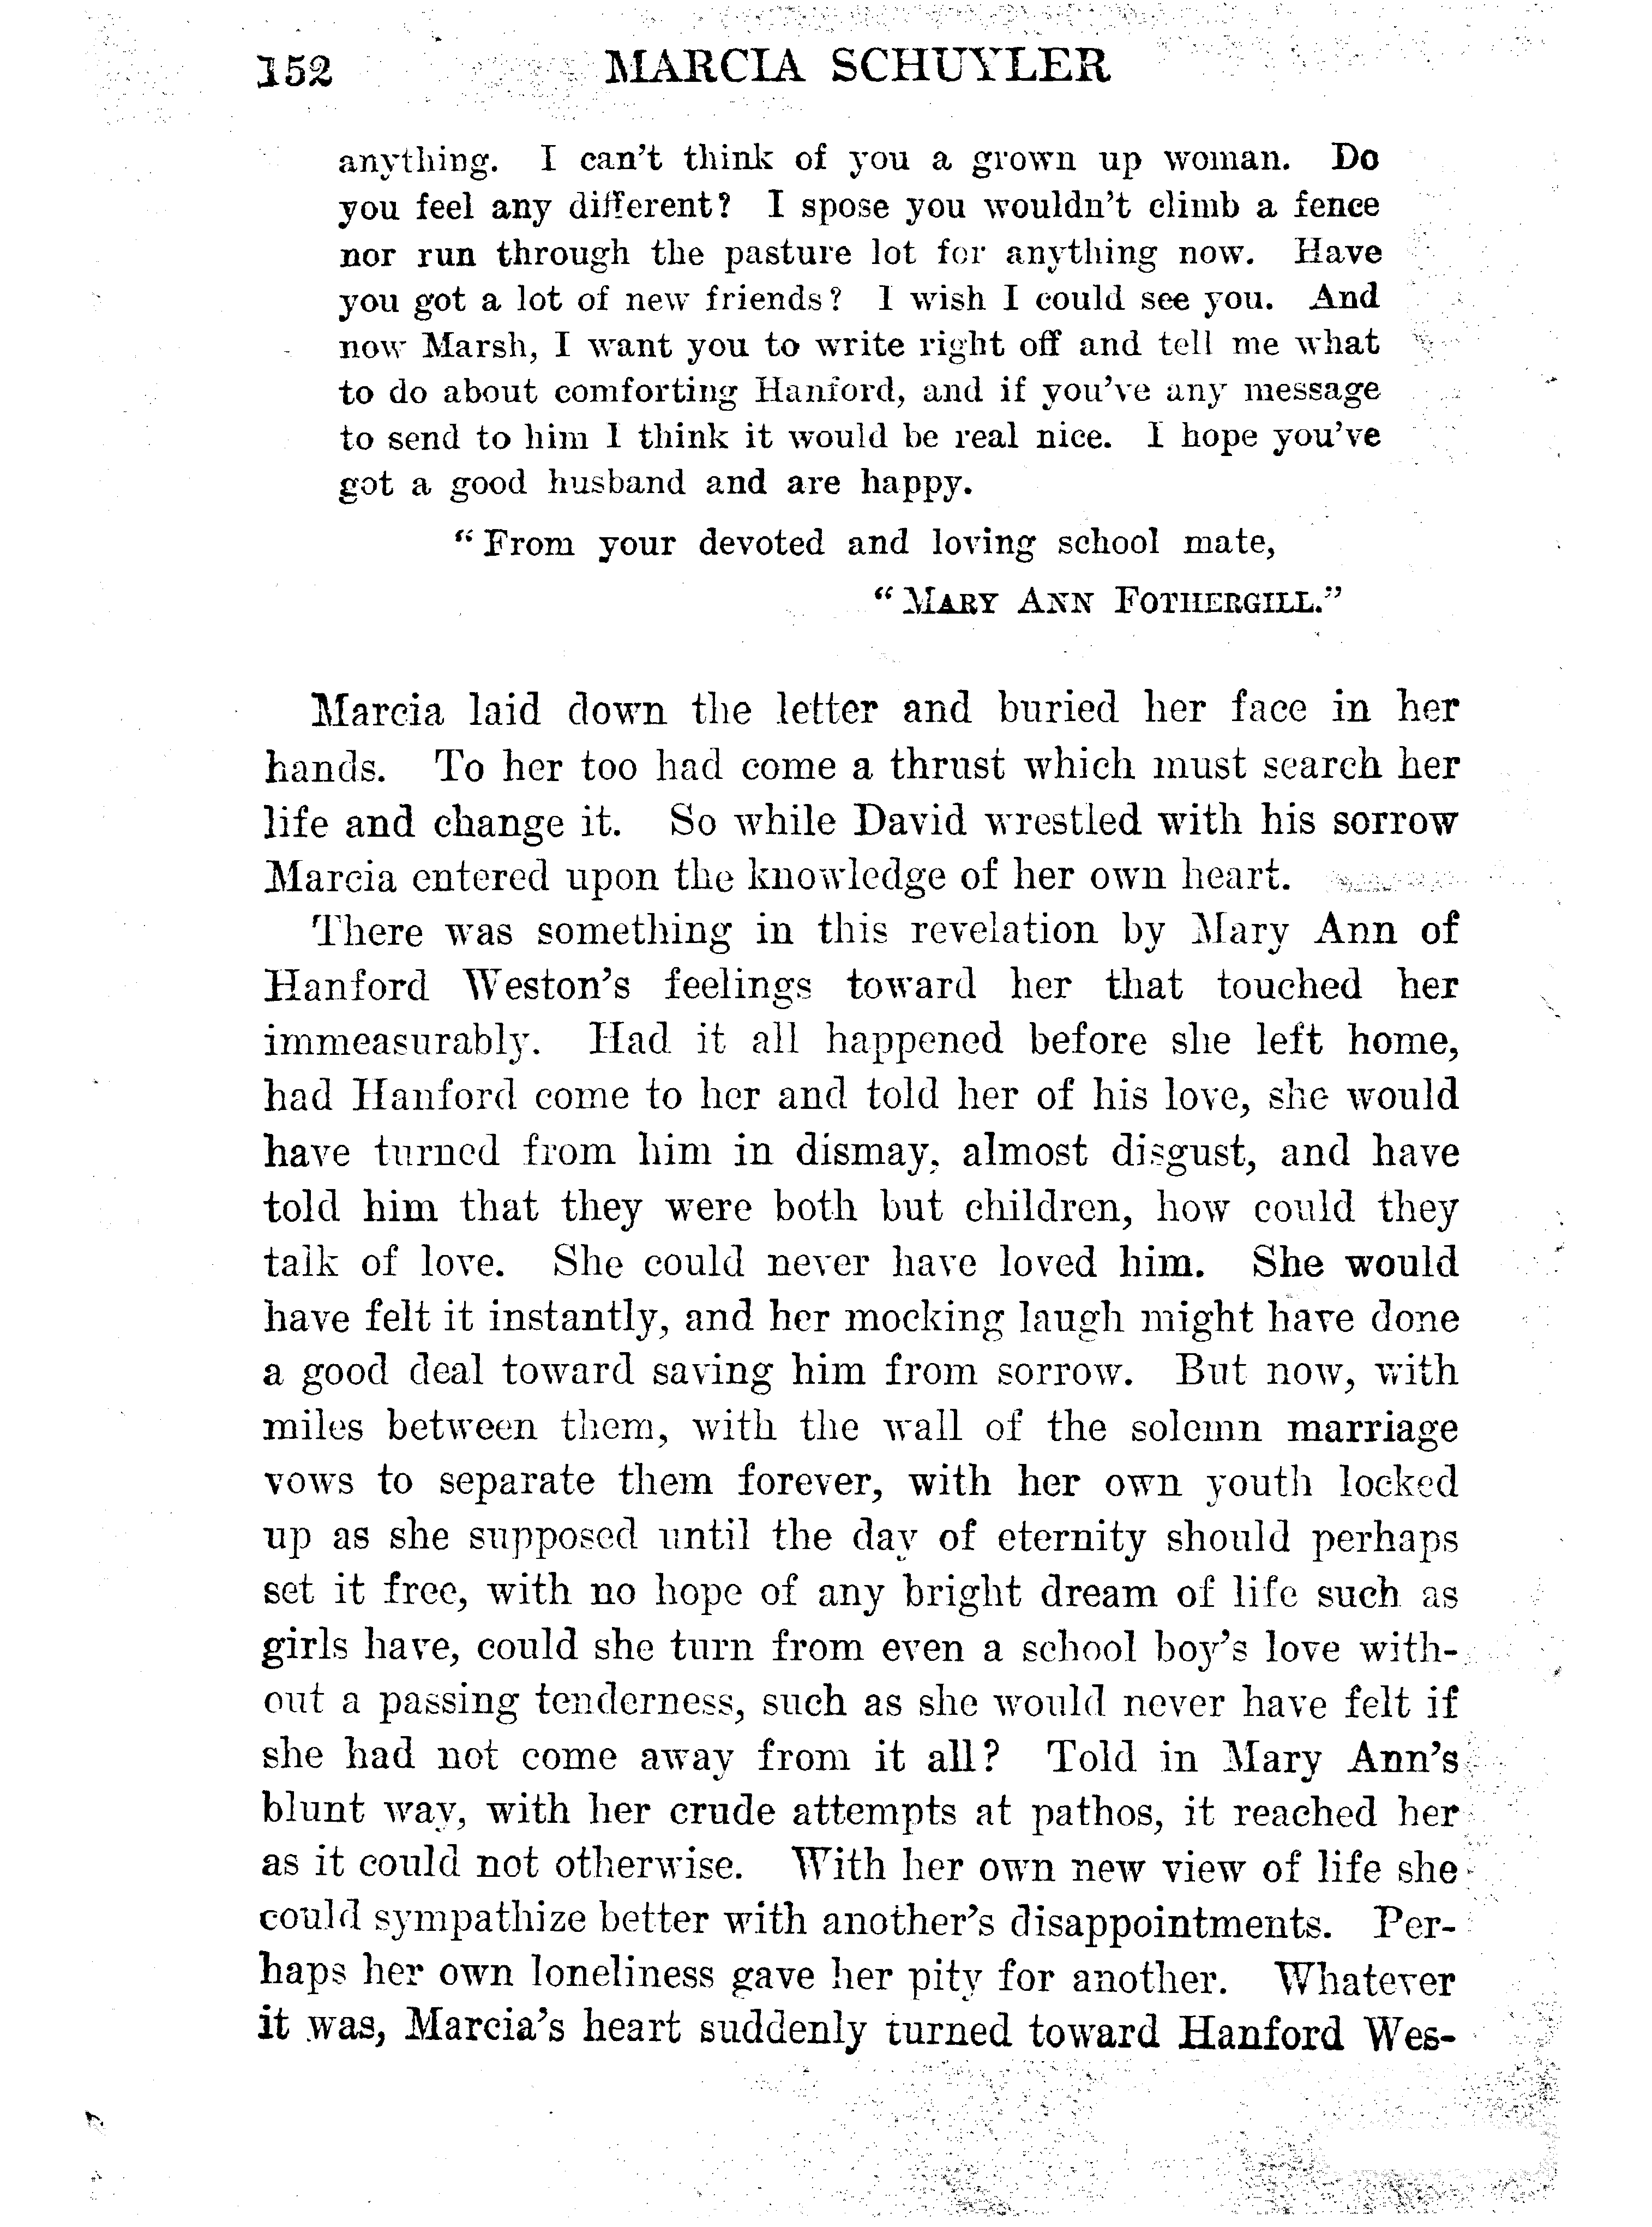 152 MARCIA SCHUYLER
anything. I can't think of you a grown up woman. Do
you feel any different? I spose you wouldn't climb a fence
nor run through the pasture lot for anything now. Have
you got a lot of new friends? I wish I could see you. And
now Marsh, I want you to write right off and tell me what
to do about comforting Hanford, and if you've any message
to send to him I think it would be real nice. I hope you've
got a good husband and are happy.
"From your devoted and loving school mate,
"MARY ANN FOTHERGILL."
Marcia laid down the letter and buried her face in her
hands. To her too had come a thrust which must search her
life and change it. So while David wrestled with his sorrow
Marcia entered upon the knowledge of her own heart.
There was something in this revelation by Mary Ann of
Hanford Weston's feelings toward her that touched her
immeasurably. Had it all happened before she left home,
had Hanford come to her and told her of his love, she would
have turned from him in dismay, almost disgust, and have
told him that they were both but children, how could they
talk of love. She could never have loved him. She would
have felt it instantly, and her mocking laugh might have done
a good deal toward saving him from sorrow. But now, with
miles between them, with the wall of the solemn marriage
vows to separate them forever, with her own youth locked
up as she supposed until the day of eternity should perhaps
set it free, with no hope of any bright dream of life such as
girls have, could she turn from even a school boy's love with-
out a passing tenderness, such as she would never have felt if
she had not come away from it all? Told in Mary Ann's
blunt way, with her crude attempts at pathos, it reached her
as it could not otherwise. With her own new view of life she
could sympathize better with another's disappointments. Per-
haps her own loneliness gave her pity for another. Whatever
it was, Marcia's heart suddenly turned toward Hanford Wes-